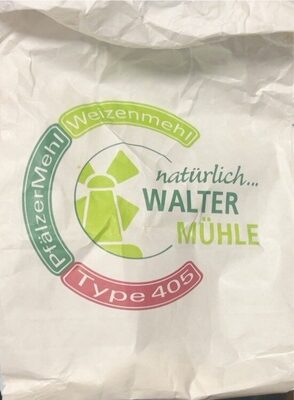 Weizenmehl
PfälzerMehl
natürlich...
WALTER
MÜHLE
Type 405